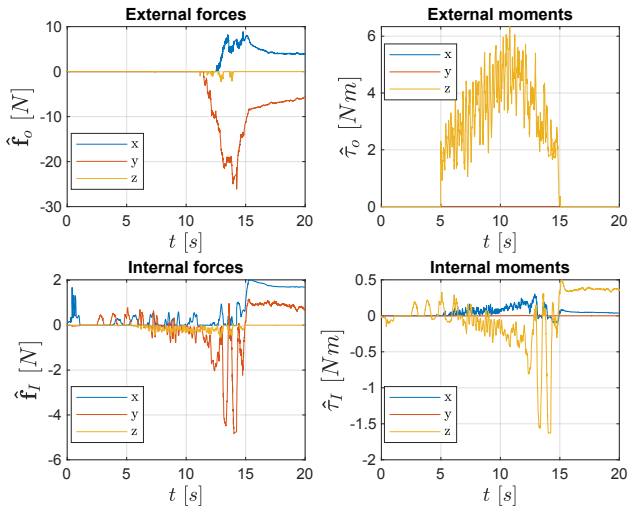 External forces
10
0
-10
-20
-30
f̂ₒ [N]
x
y
z
0 5 10 15 20
t [s]
External moments
6
4
2
0
τ̂ₒ [Nm]
x
y
z
0 5 10 15 20
t [s]
Internal forces
2
0
-2
-4
-6
f̂_I [N]
x
y
z
0 5 10 15 20
t [s]
Internal moments
0.5
0
-0.5
-1
-1.5
-2
τ̂_I [Nm]
x
y
z
0 5 10 15 20
t [s]